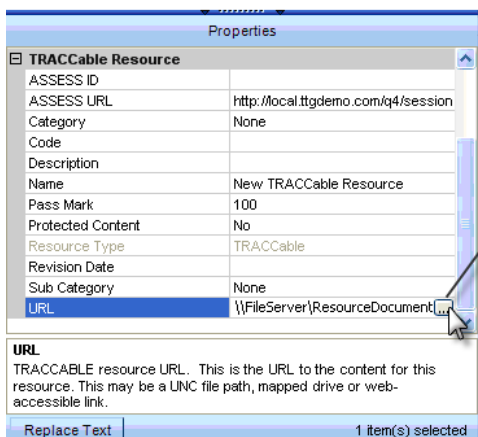 Properties
TRACCable Resource
ASSESS ID
ASSESS URL http://local.ttgdemo.com/q4/session
Category None
Code
Description
Name New TRACCable Resource
Pass Mark 100
Protected Content No
Resource Type TRACCable
Revision Date
Sub Category None
URL \\FileServer\ResourceDocument ...
URL
TRACCABLE resource URL. This is the URL to the content for this
resource. This may be a UNC file path, mapped drive or web-
accessible link.
Replace Text 1 item(s) selected